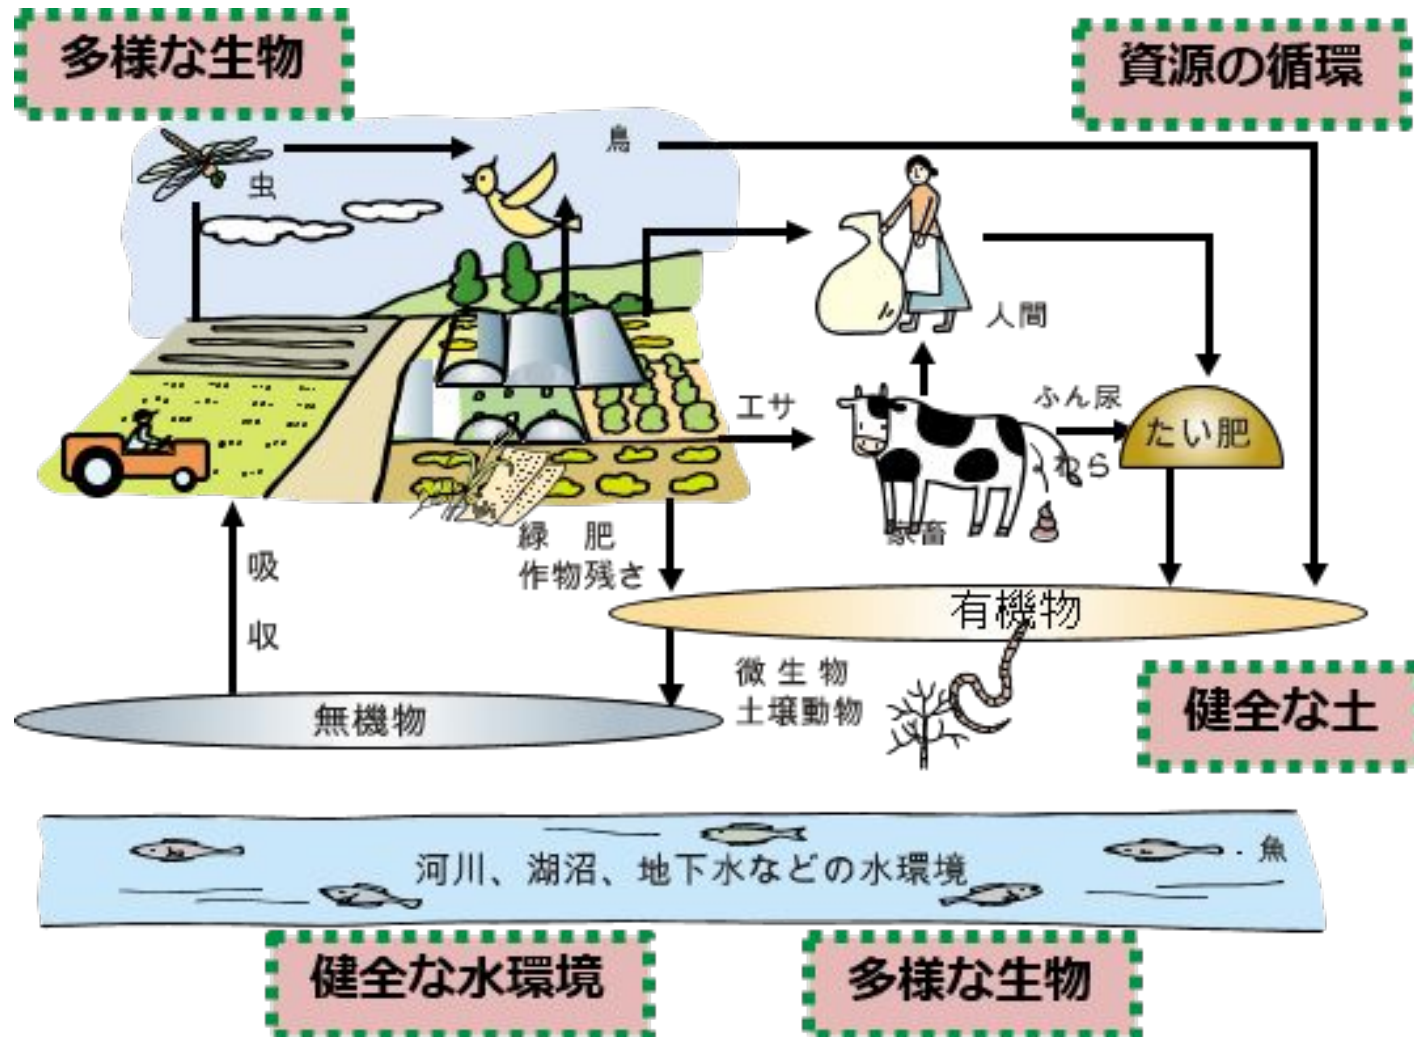 多様な生物
資源の循環
鳥
虫
人間
エサ
ふん尿
たい肥
わら
家畜
緑 肥
作物残さ
吸
収
有機物
微生物
土壌動物
無機物
健全な土
河川、湖沼、地下水などの水環境
魚
健全な水環境
多様な生物